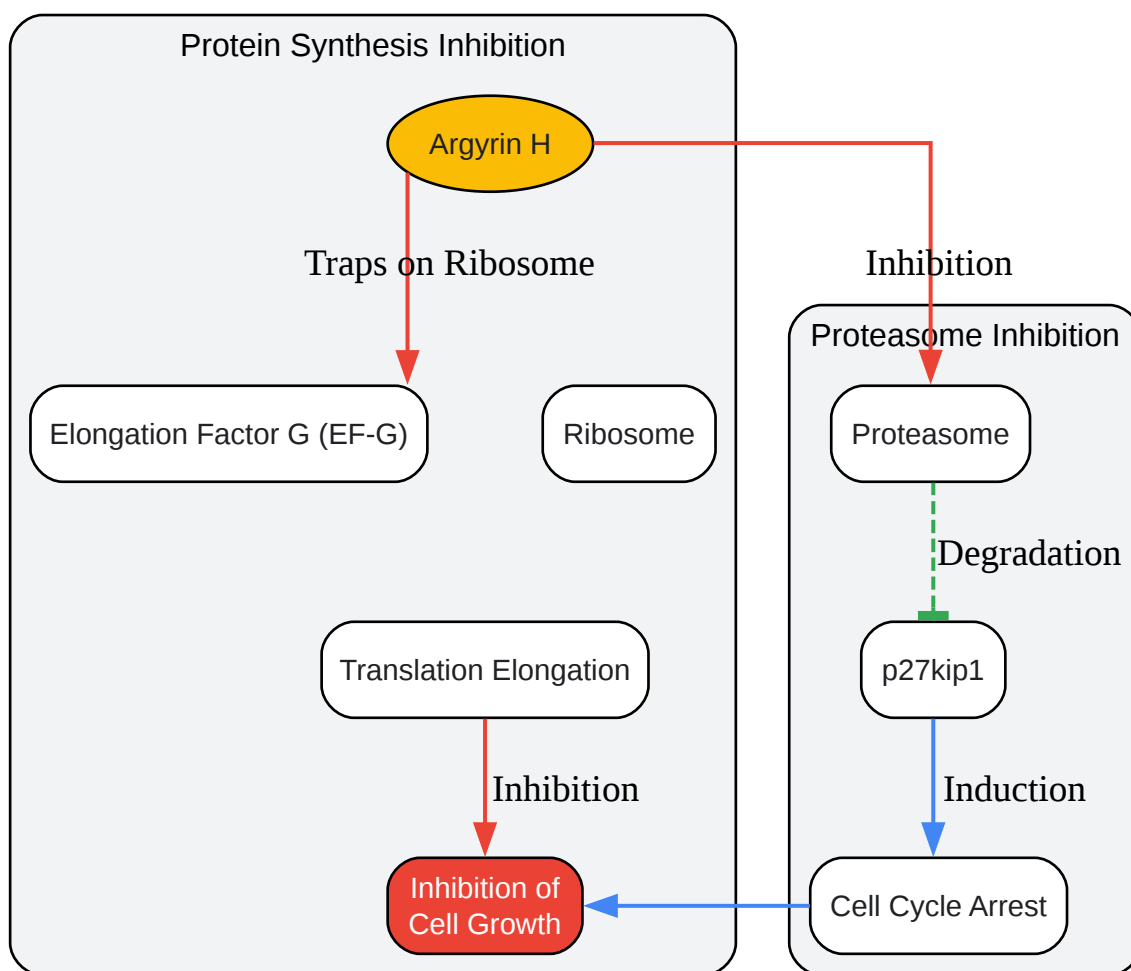 Protein Synthesis Inhibition
Argyrin H
Traps on Ribosome
Inhibition
Proteasome Inhibition
Elongation Factor G (EF-G)
Ribosome
Proteasome
Degradation
Translation Elongation
p27kip1
Inhibition
Induction
Inhibition of
Cell Growth
Cell Cycle Arrest